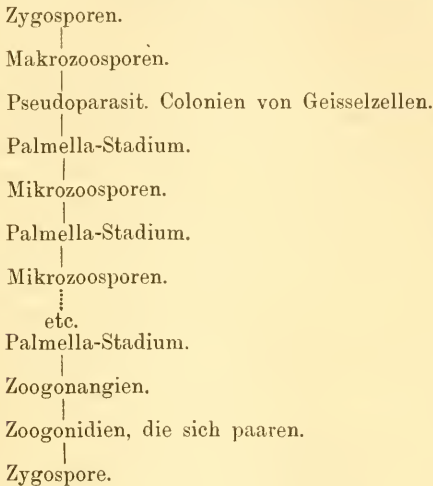 Zygosporen.
Makrozoosporen.
Pseudoparasit. Colonien von Geisselzellen.
Palmella-Stadium.
Mikrozoosporen.
Palmella-Stadium.
Mikrozoosporen.
etc.
Palmella-Stadium.
Zoogonangien.
Zoogonidien, die sich paaren.
Zygospore.